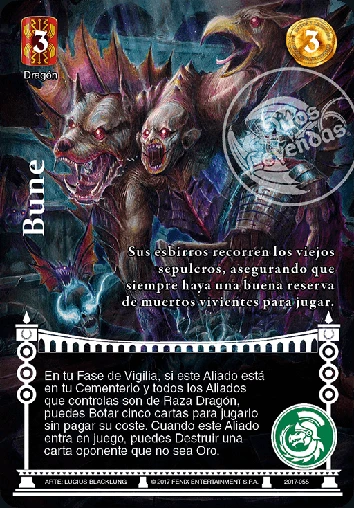 3
3
Dragón
Mitos
Leyendas
Bune
Sus esbirros recorren los viejos
sepulcros, asegurando que
siempre haya una buena reserva
de muertos vivientes para jugar.
En tu Fase de Vigilia, si este Aliado está
en tu Cementerio y todos los Aliados
que controlas son de Raza Dragón,
puedes Botar cinco cartas para jugarlo
sin pagar su coste. Cuando este Aliado
entra en juego, puedes Destruir una
carta oponente que no sea Oro.
ARTE: LUCIUS BLACKLUNG
© 2017 FENIX ENTERTAINMENT S.P.A.
2017-055